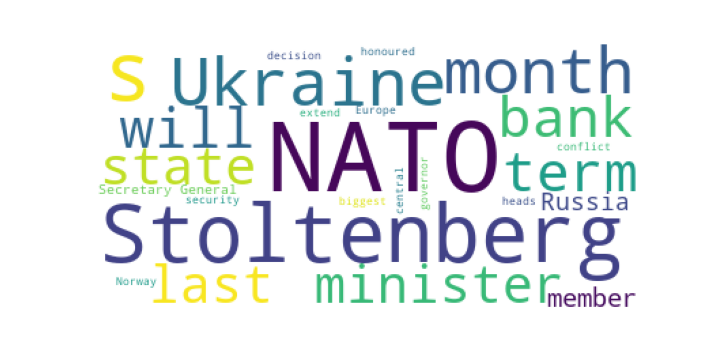 decision honoured
s Ukraine month
will extend Europe bank
NATO conflict
state central governor term
Secretary General
security biggest heads Russia
Stoltenberg
Norway last minister member